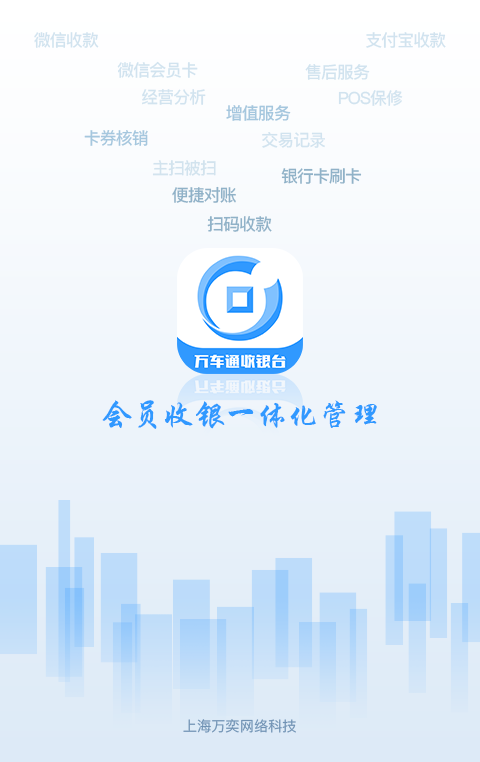 微信收款 支付宝收款
微信会员卡 售后服务
经营分析 POS保修
增值服务
卡券核销 交易记录
主扫被扫 银行卡刷卡
便捷对账
扫码收款
万车通收银台
会员收银一体化管理
上海万奕网络科技